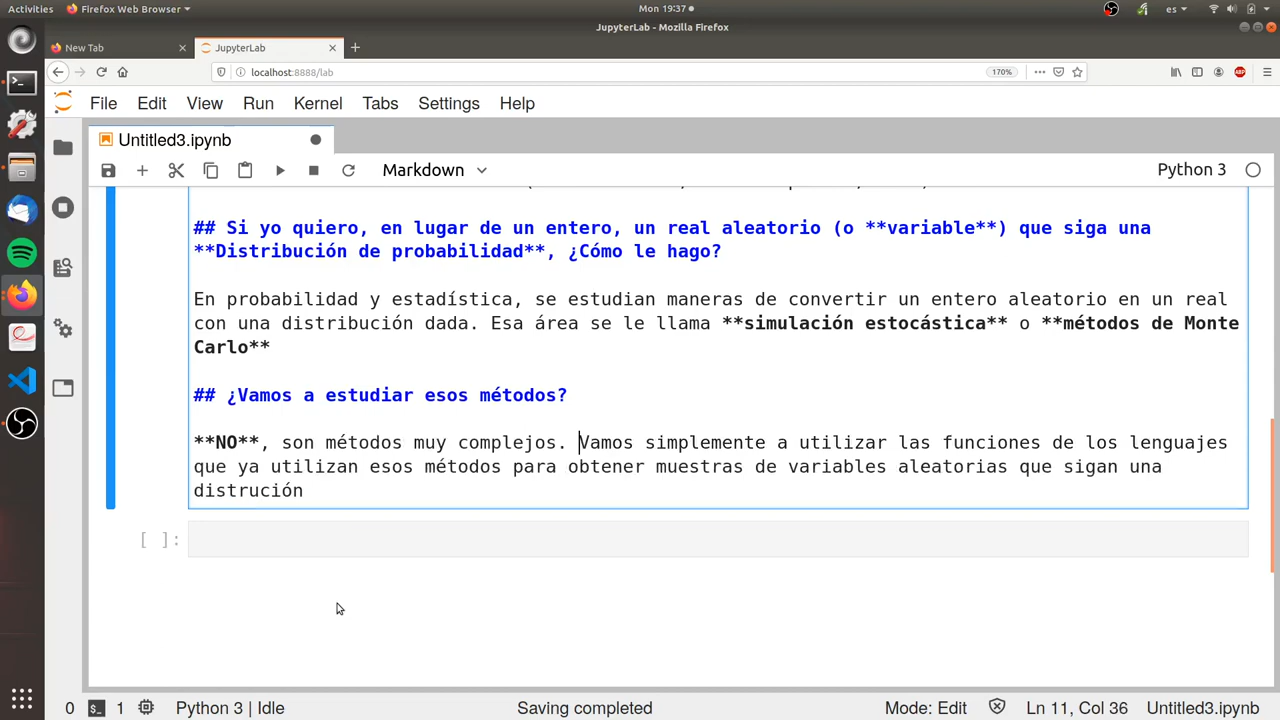 Activities Firefox Web Browser Mon 19:37 es
JupyterLab - Mozilla Firefox
New Tab JupyterLab
localhost:8888/lab 170% ABP
File Edit View Run Kernel Tabs Settings Help
Untitled3.ipynb
Markdown Python 3
## Si yo quiero, en lugar de un entero, un real aleatorio (o **variable**) que siga una
**Distribución de probabilidad**, ¿Cómo le hago?
En probabilidad y estadística, se estudian maneras de convertir un entero aleatorio en un real
con una distribución dada. Esa área se le llama **simulación estocástica** o **métodos de Monte
Carlo**
## ¿Vamos a estudiar esos métodos?
**NO**, son métodos muy complejos. Vamos simplemente a utilizar las funciones de los lenguajes
que ya utilizan esos métodos para obtener muestras de variables aleatorias que sigan una
distrución
[ ]:
0 1 Python 3 | Idle Saving completed Mode: Edit Ln 11, Col 36 Untitled3.ipynb